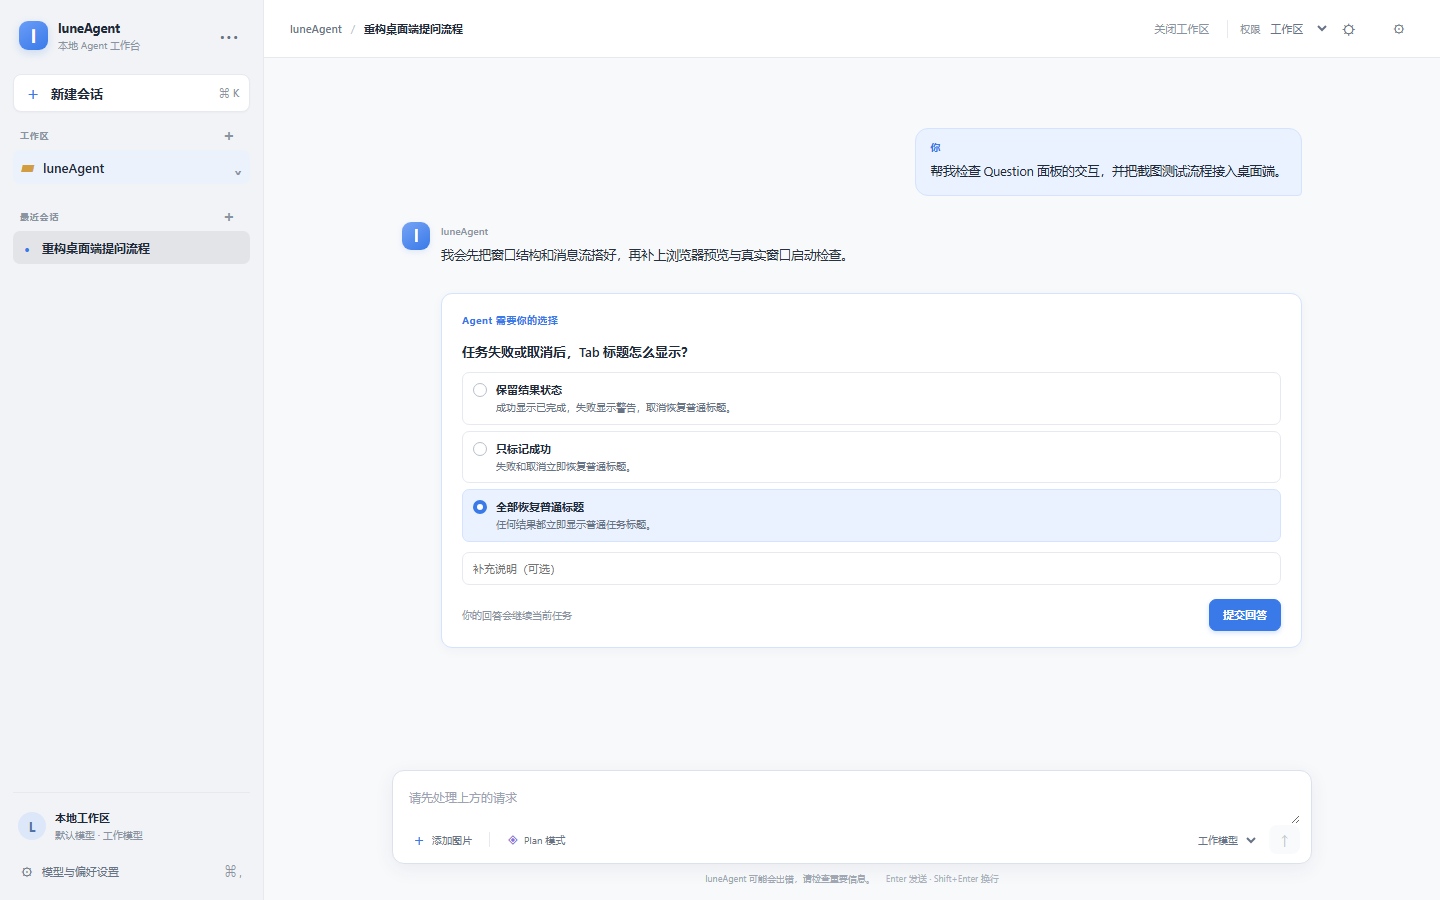 luneAgent
本地 Agent 工作台
+ 新建会话 ⌘ K
工作区 +
luneAgent
最近会话 +
重构桌面端提问流程
L
本地工作区
默认模型 · 工作模型
模型与偏好设置 ⌘ ,
luneAgent / 重构桌面端提问流程
关闭工作区 权限 工作区
你
帮我检查 Question 面板的交互，并把截图测试流程接入桌面端。
luneAgent
我会先把窗口结构和消息流搭好，再补上浏览器预览与真实窗口启动检查。
Agent 需要你的选择
任务失败或取消后，Tab 标题怎么显示？
保留结果状态
成功显示已完成，失败显示警告，取消恢复普通标题。
只标记成功
失败和取消立即恢复普通标题。
全部恢复普通标题
任何结果都立即显示普通任务标题。
补充说明（可选）
你的回答会继续当前任务
提交回答
请先处理上方的请求
+ 添加图片 Plan 模式 工作模型 ↑
luneAgent 可能会出错，请检查重要信息。 Enter 发送 · Shift+Enter 换行